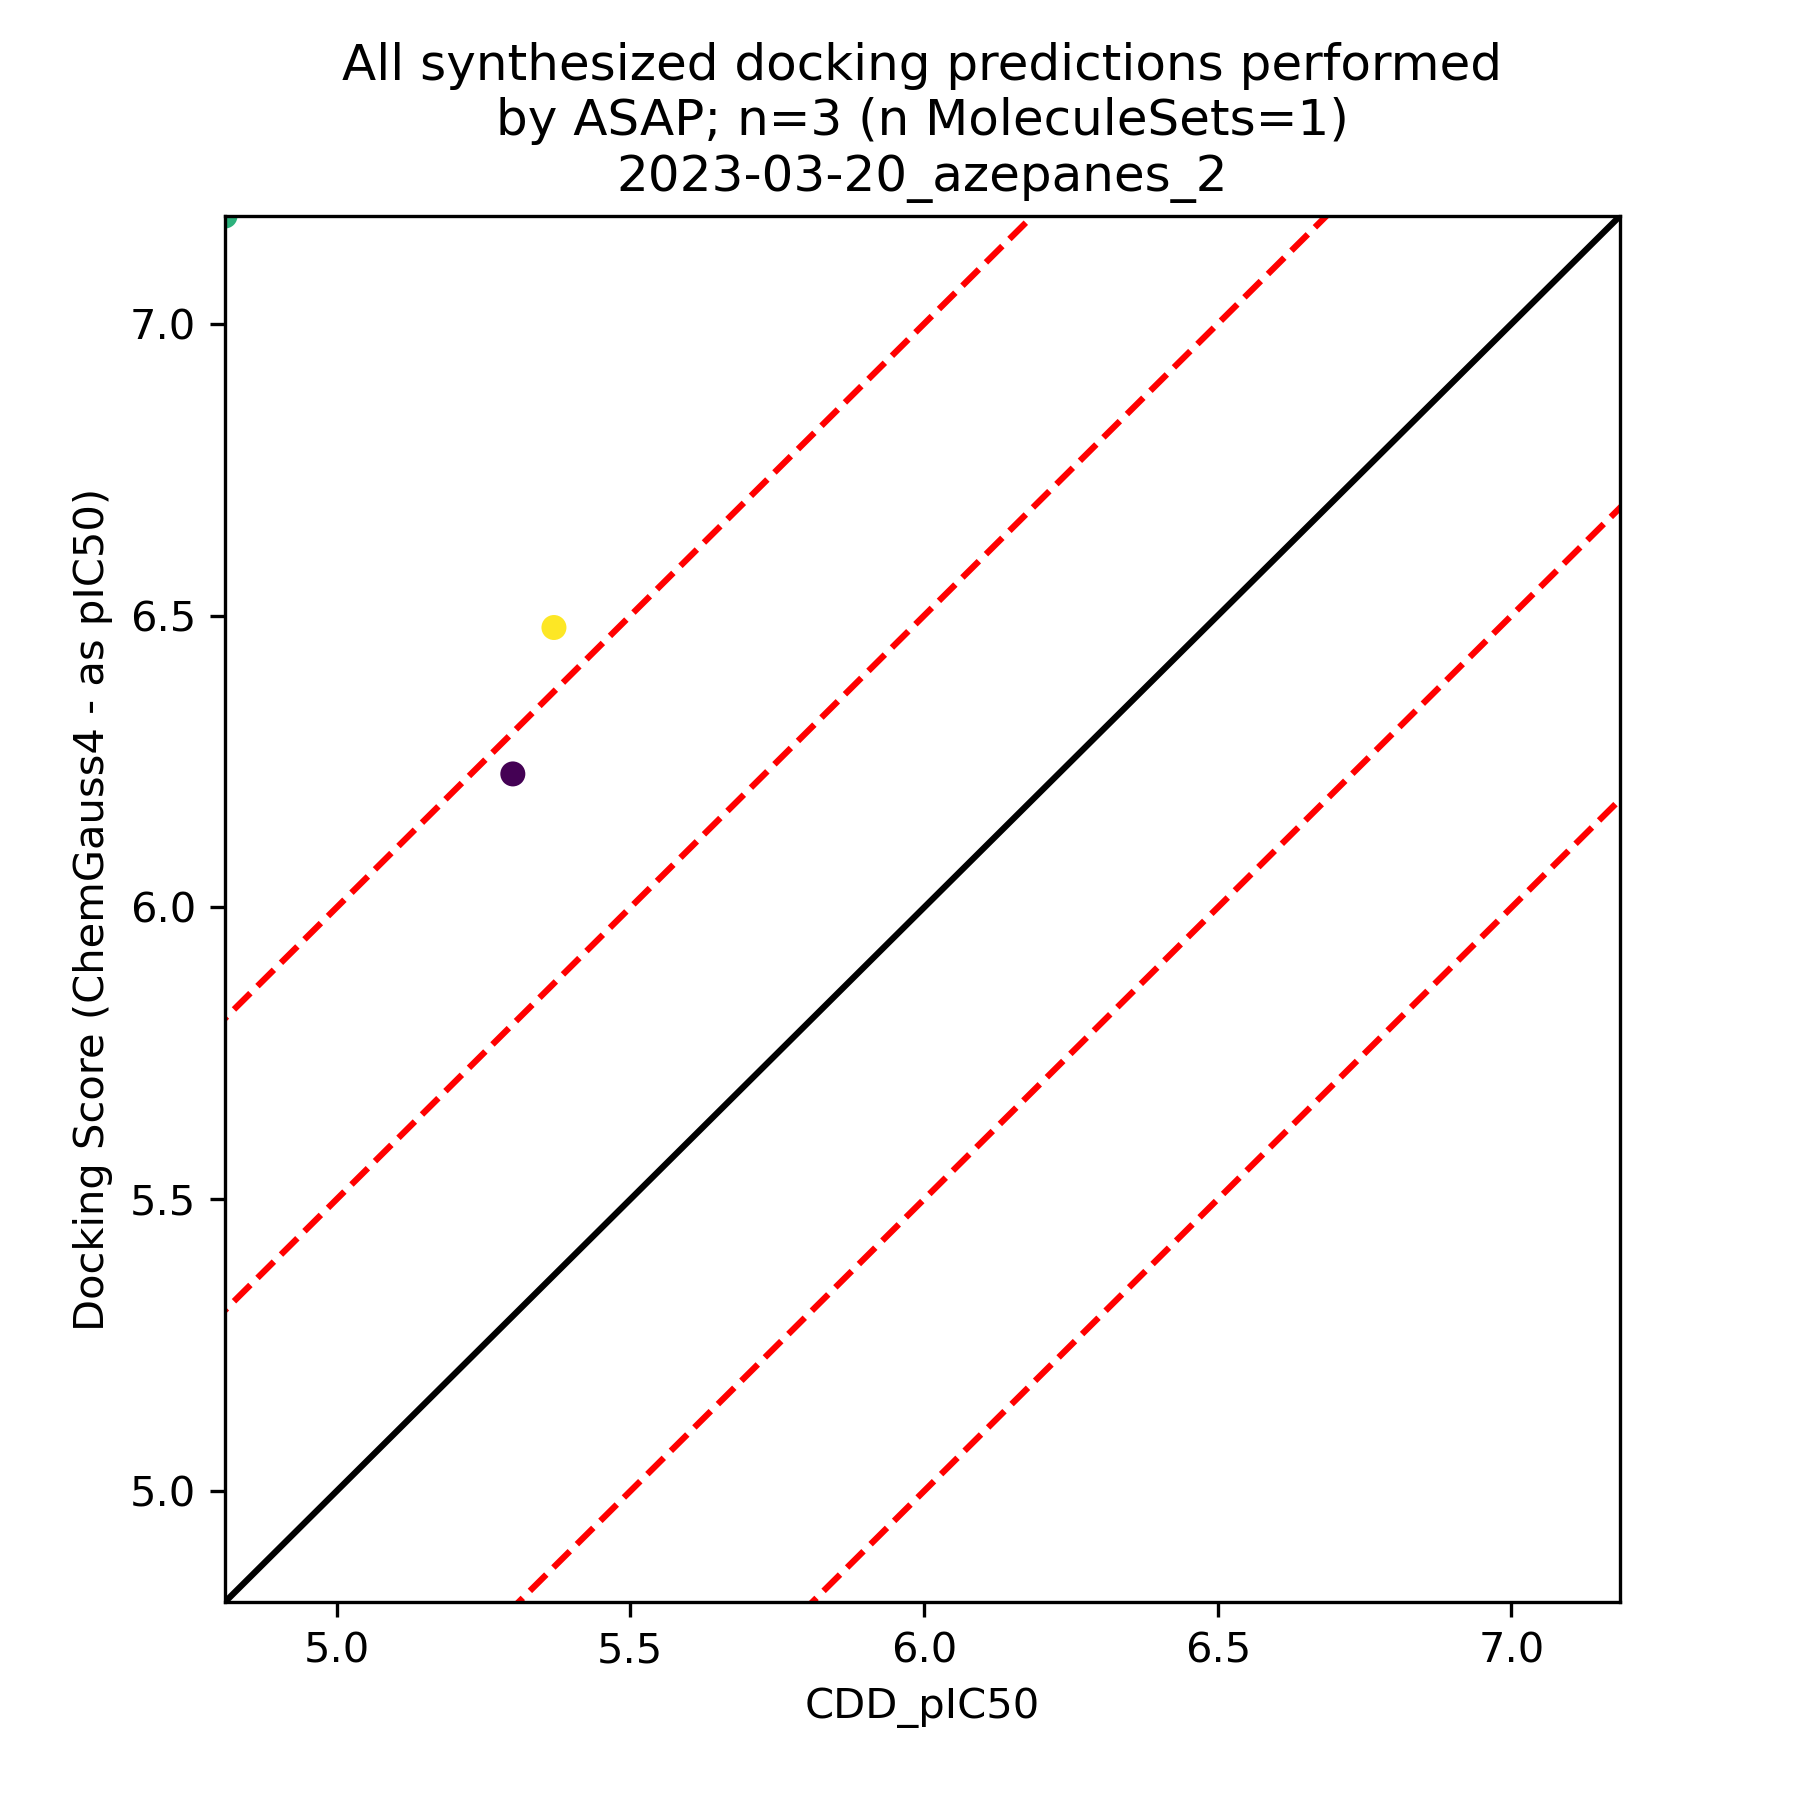 All synthesized docking predictions performed
by ASAP; n=3 (n MoleculeSets=1)
2023-03-20_azepanes_2
Docking Score (ChemGauss4 - as pIC50)
7.0
6.5
6.0
5.5
5.0
5.0
5.5
6.0
6.5
7.0
CDD_pIC50